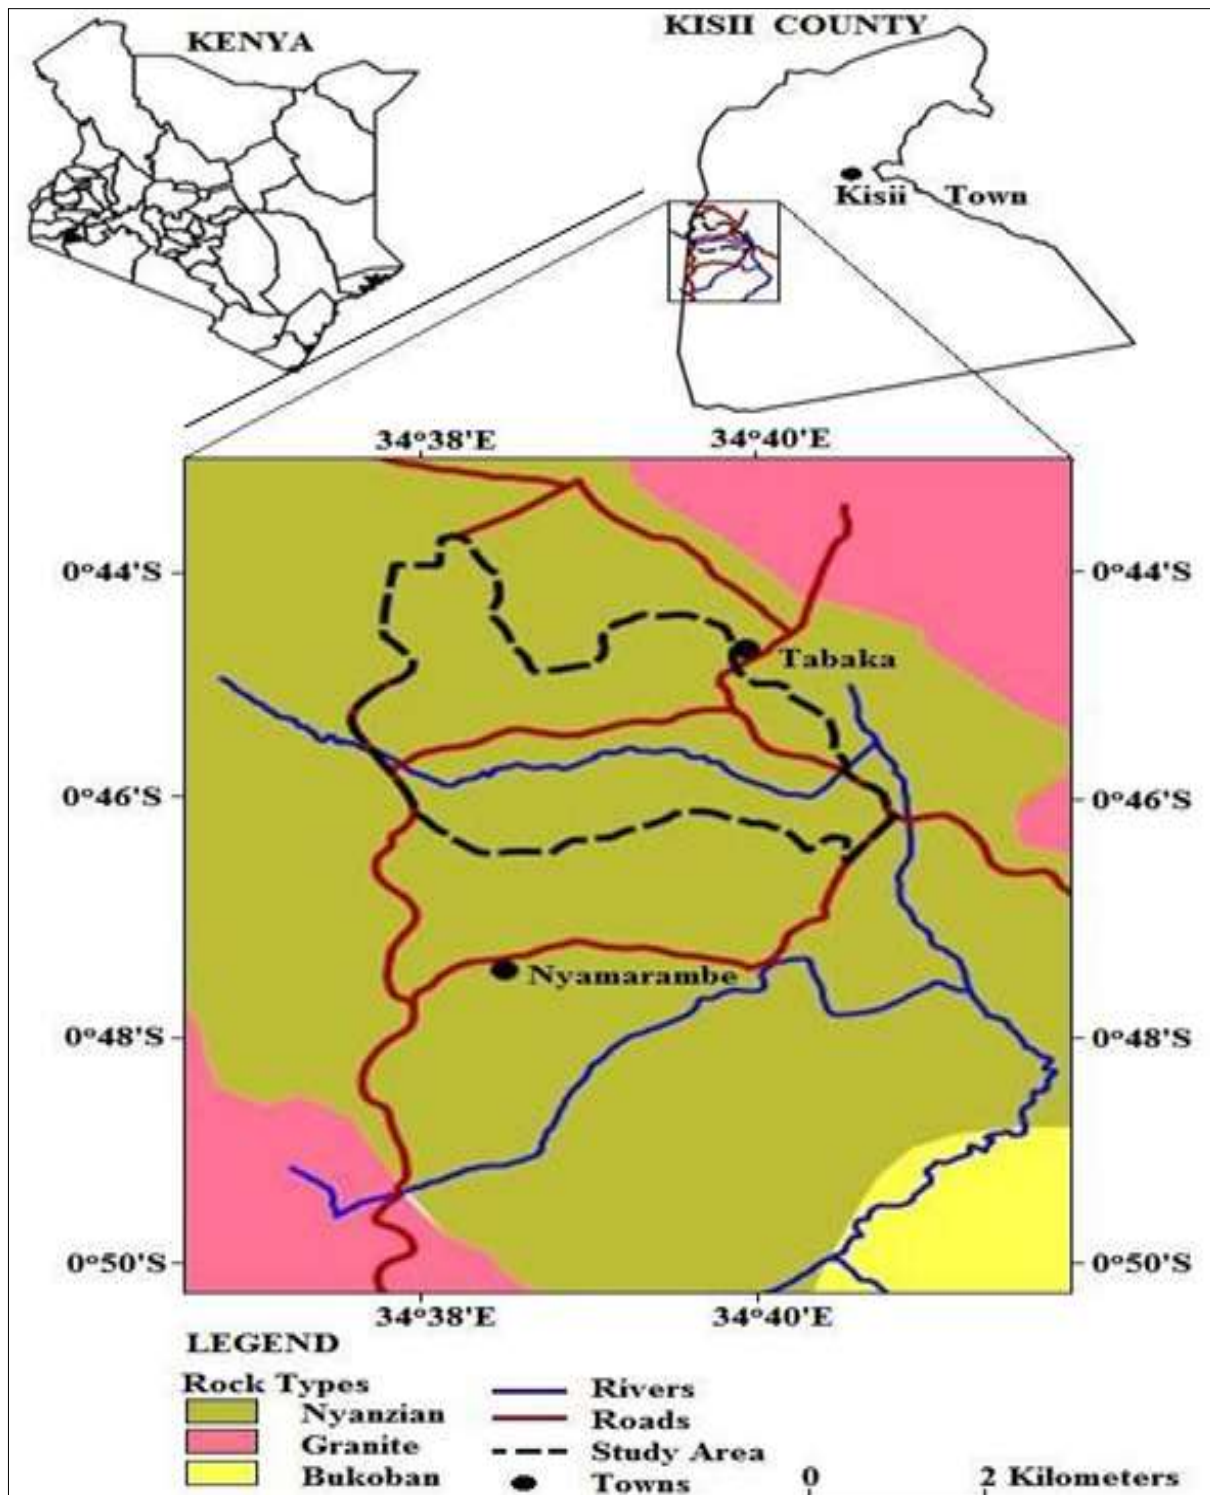 KENYA
KISII COUNTY
Kisii Town
34°38'E 34°40'E
0°44'S 0°44'S
Tabaka
0°46'S 0°46'S
Nyamarambe
0°48'S 0°48'S
0°50'S 0°50'S
34°38'E 34°40'E
LEGEND
Rock Types
Nyanzian
Granite
Bukoban
Rivers
Roads
Study Area
Towns
0 2 Kilometers